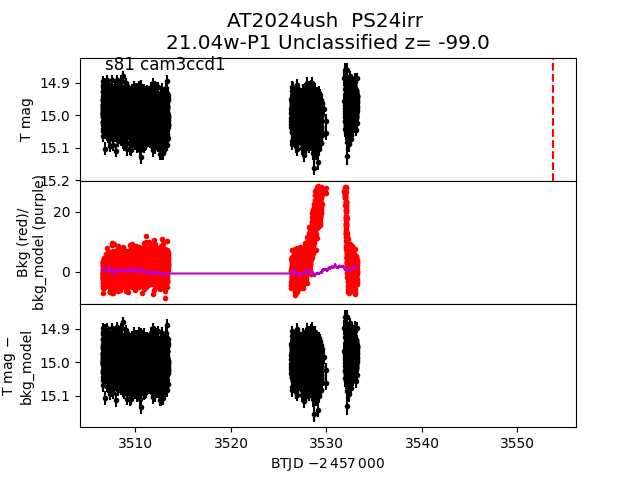 AT2024ush  PS24irr
21.04w-P1 Unclassified z= -99.0
s81 cam3ccd1
14.9
15.0
15.1
15.2
T mag
20
0
Bkg (red)/
bkg_model (purple)
14.9
15.0
15.1
T mag −
bkg_model
3510 3520 3530 3540 3550
BTJD −2 457 000